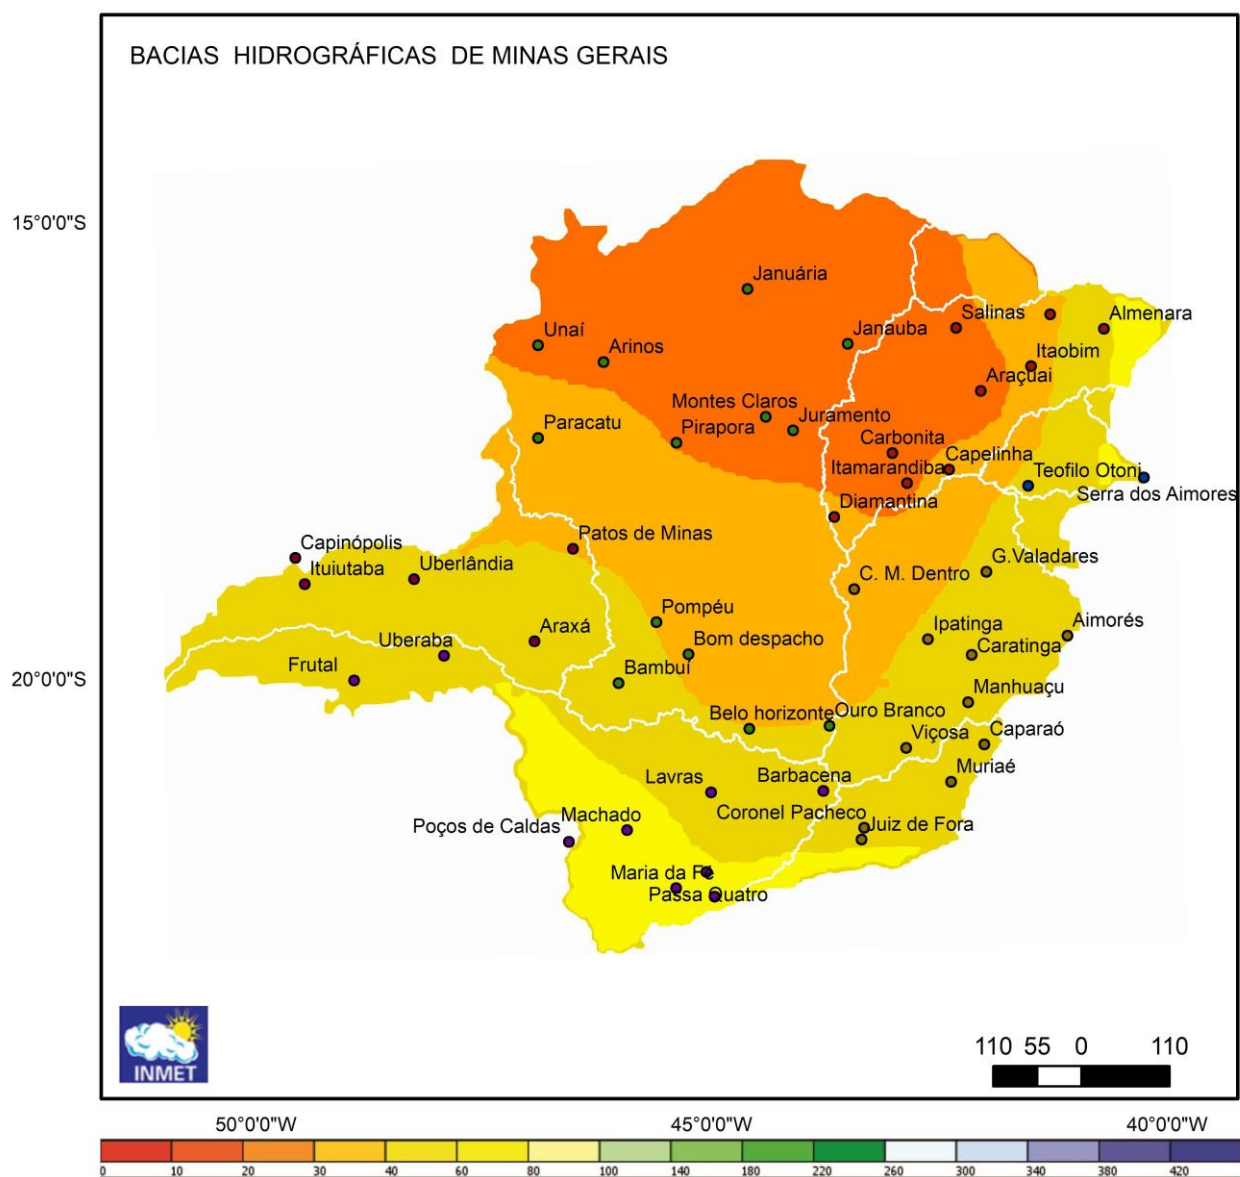 BACIAS HIDROGRÁFICAS DE MINAS GERAIS
15°0'0"S
Januária
Unaí
Arinos
Janauba
Salinas
Almenara
Itaobim
Araçuai
Montes Claros
Juramento
Pirapora
Paracatu
Carbonita
Capelinha
Itamarandiba
Teofilo Otoni
Serra dos Aimores
Diamantina
Patos de Minas
Capinópolis
Uberlândia
Ituiutaba
G.Valadares
C. M. Dentro
Pompéu
Araxá
Ipatinga
Aimorés
Uberaba
Bom despacho
Caratinga
Frutal
Bambuí
20°0'0"S
Manhuaçu
Belo horizonte
Ouro Branco
Viçosa
Caparaó
Muriaé
Lavras
Barbacena
Machado
Coronel Pacheco
Poços de Caldas
Juiz de Fora
Maria da Fé
Passa Quatro
INMET
110 55 0 110
50°0'0"W 45°0'0"W 40°0'0"W
0 10 20 30 40 60 80 100 140 180 220 260 300 340 380 420